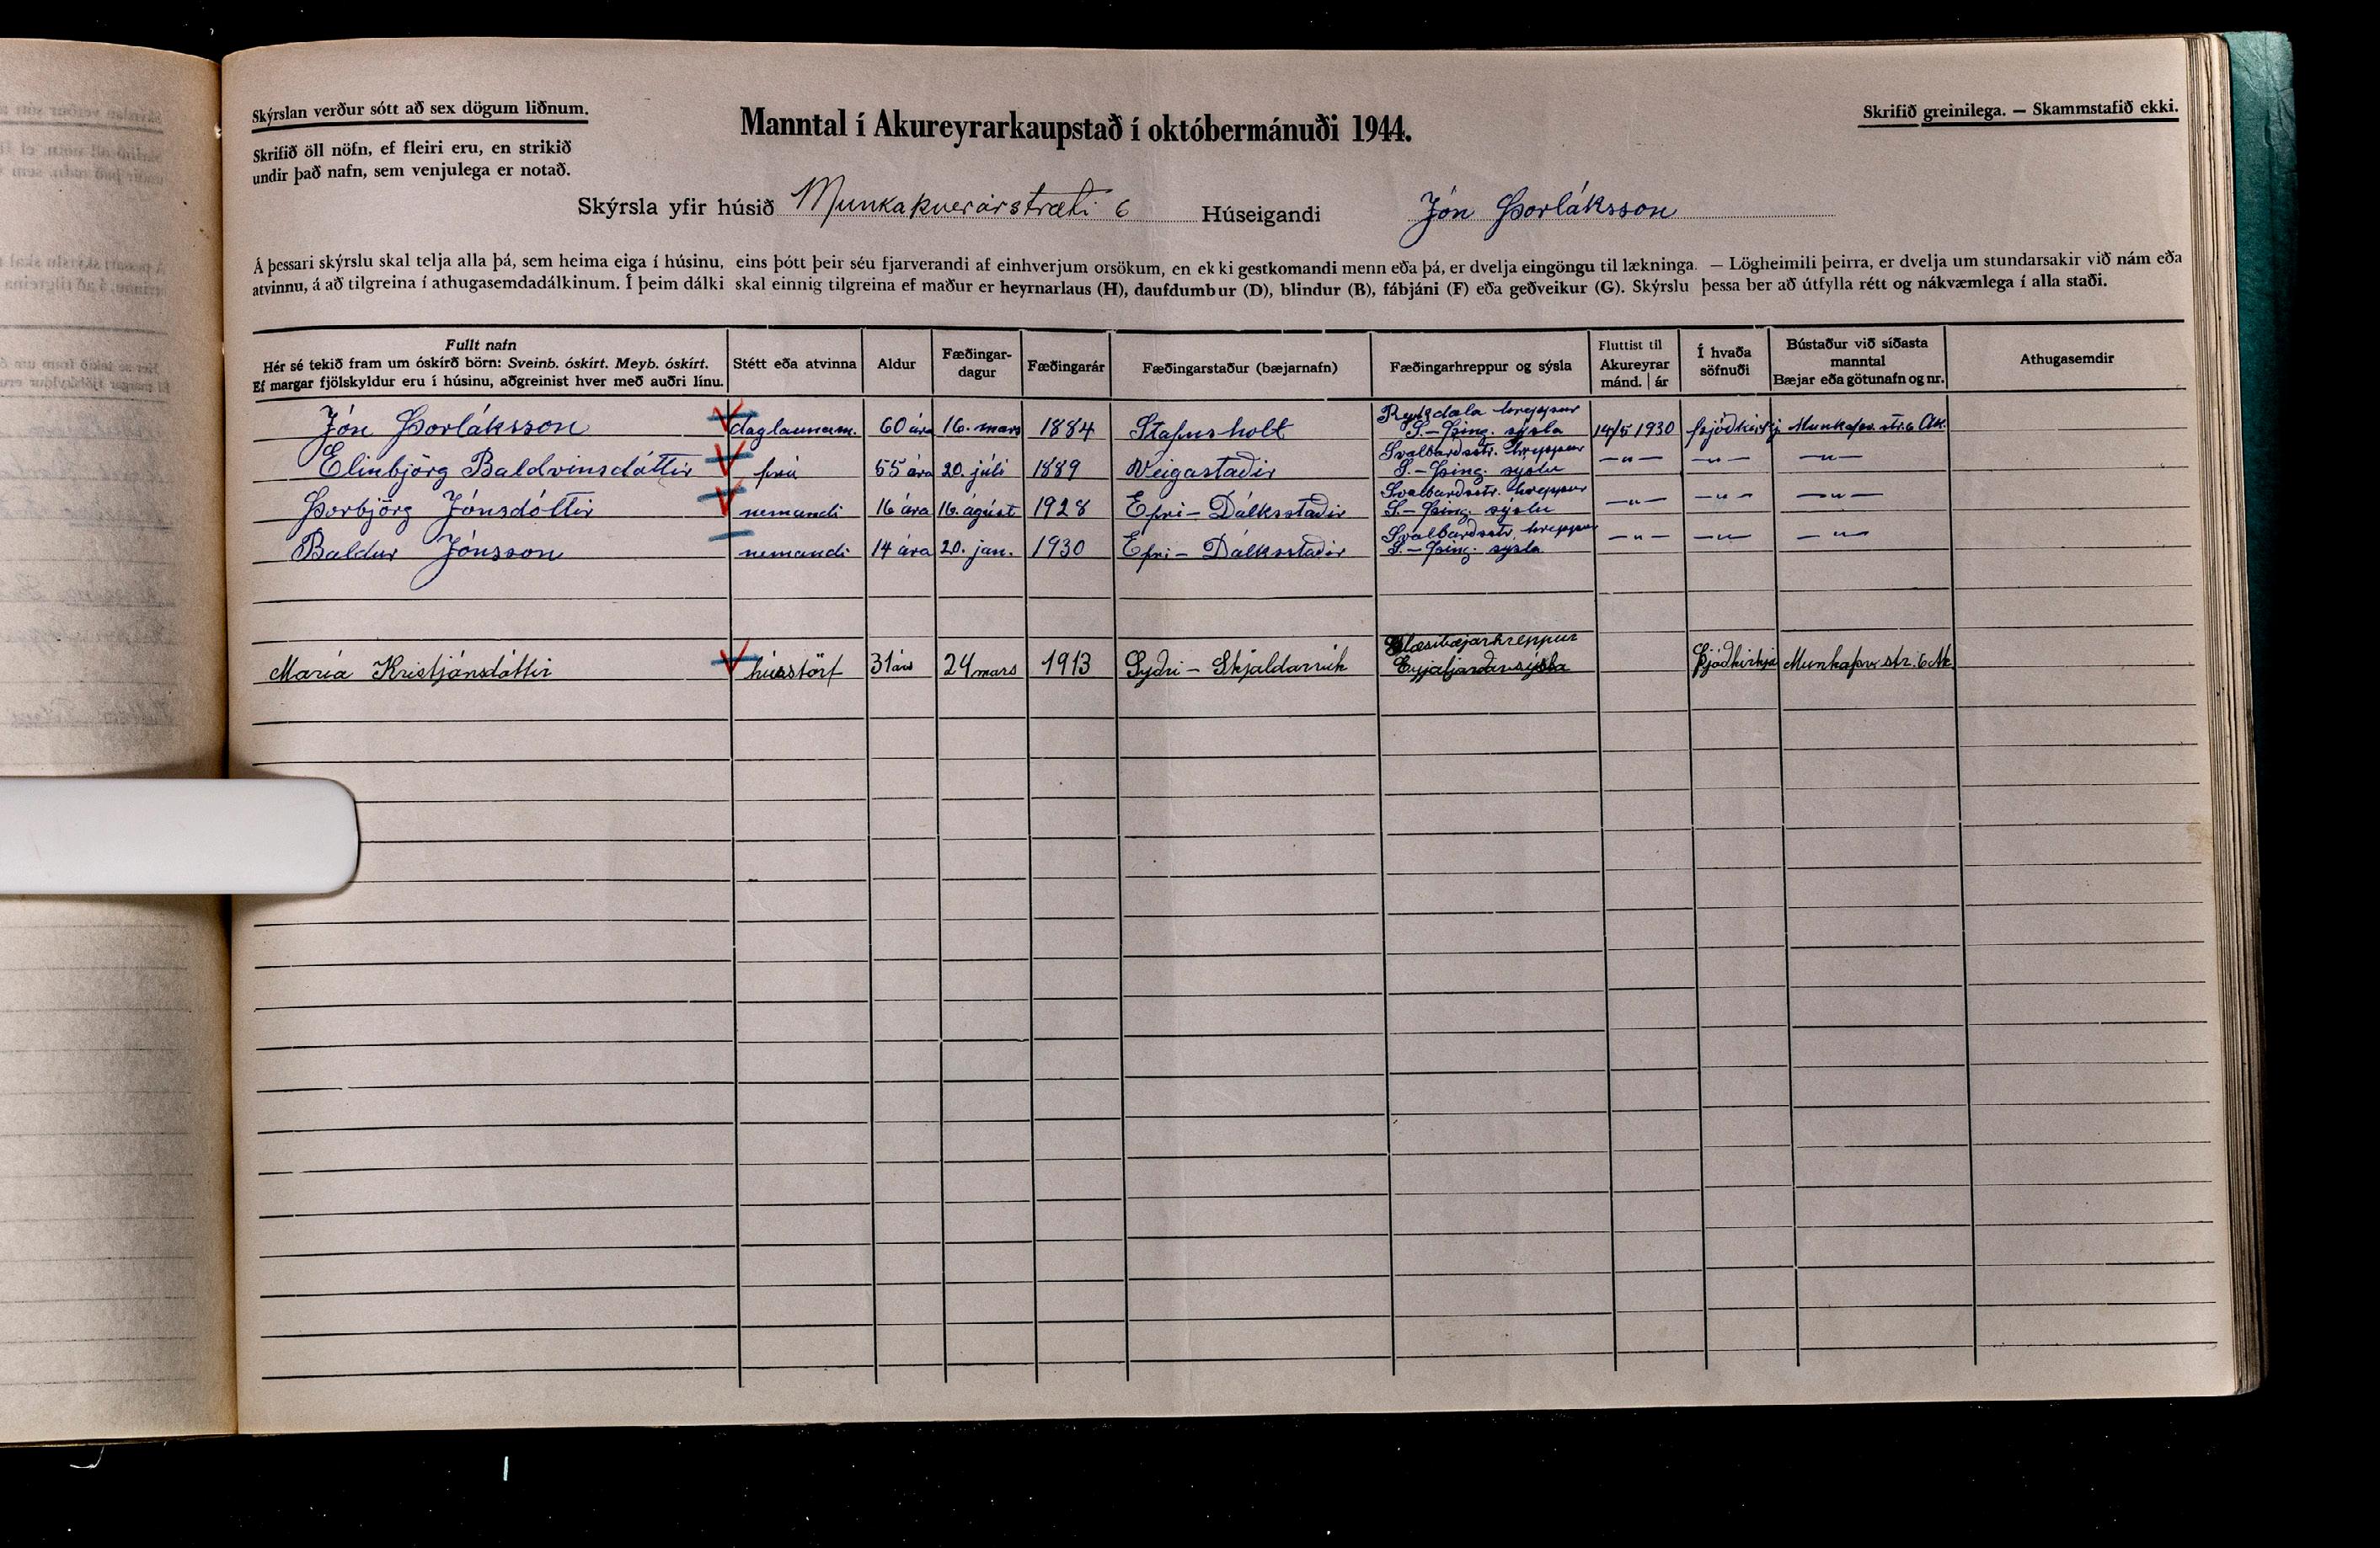 Skýrslan verður sótt að sex dögum liðnum.
Skrifið öll nöfn, ef fleiri eru, en strikið
undir það nafn, sem venjulega er notað.
Manntal í Akureyrarkaupstað í októbermánuði 1944.
Skrifið greinilega. — Skammstafið ekki.
Skýrsla yfir húsið Munkaþverárstræti 6 Húseigandi Jón Þorláksson
Á þessari skýrslu skal telja alla þá, sem heima eiga í húsinu, eins þótt þeir séu fjarverandi af einhverjum orsökum, en ekki gestkomandi menn eða þá, er dvelja eingöngu til lækninga. — Lögheimili þeirra, er dvelja um stundarsakir við nám eða
atvinnu, á að tilgreina í athugasemdadálkinum. Í þeim dálki skal einnig tilgreina ef maður er heyrnarlaus (H), daufdumbur (D), blindur (B), fábjáni (F) eða geðveikur (G). Skýrslu þessa ber að útfylla rétt og nákvæmlega í alla staði.
Fullt nafn
Hér sé tekið fram um óskírð börn: Sveinb. óskírt. Meyb. óskírt.
Ef margar fjölskyldur eru í húsinu, aðgreinist hver með auðri línu.
Stétt eða atvinna
Aldur
Fæðingar-
dagur
Fæðingarár
Fæðingarstaður (bæjarnafn)
Fæðingarhreppur og sýsla
Fluttist til
Akureyrar
mánd. | ár
Í hvaða
söfnuði
Bústaður við síðasta
manntal
Bæjar eða götunafn og nr.
Athugasemdir
Reykdæla hreppur
Jón Þorláksson daglaunam. 60 ára 16. mars 1884 Stafnsholt S.-Þing. sýsla 14/5 1930 þjóðkirkj Munkaþv. str. 6 Ak.
Svalbarðsstr. hreppur
Elinbjörg Baldvinsdóttir frú 55 ára 20. júlí 1889 Veigastaðir S.-Þing. sýslu —"— —"— —"—
Svalbarðsstr. hreppur
Þorbjörg Jónsdóttir nemandi 16 ára 16. ágúst 1928 Efri-Dálksstaðir S.-Þing. sýslu —"— —"— —"—
Svalbarðsstr. hreppur
Baldur Jónsson nemandi 14 ára 20. jan. 1930 Efri-Dálksstaðir S.-Þing. sýsla —"— —"— —"—
Glæsibæjarhreppur
María Kristjánsdóttir hússtörf 31 árs 24 mars 1913 Syðri-Skjaldarvík Eyjafjarðarsýsla Þjóðkirkja Munkaþv. str. 6 Ak